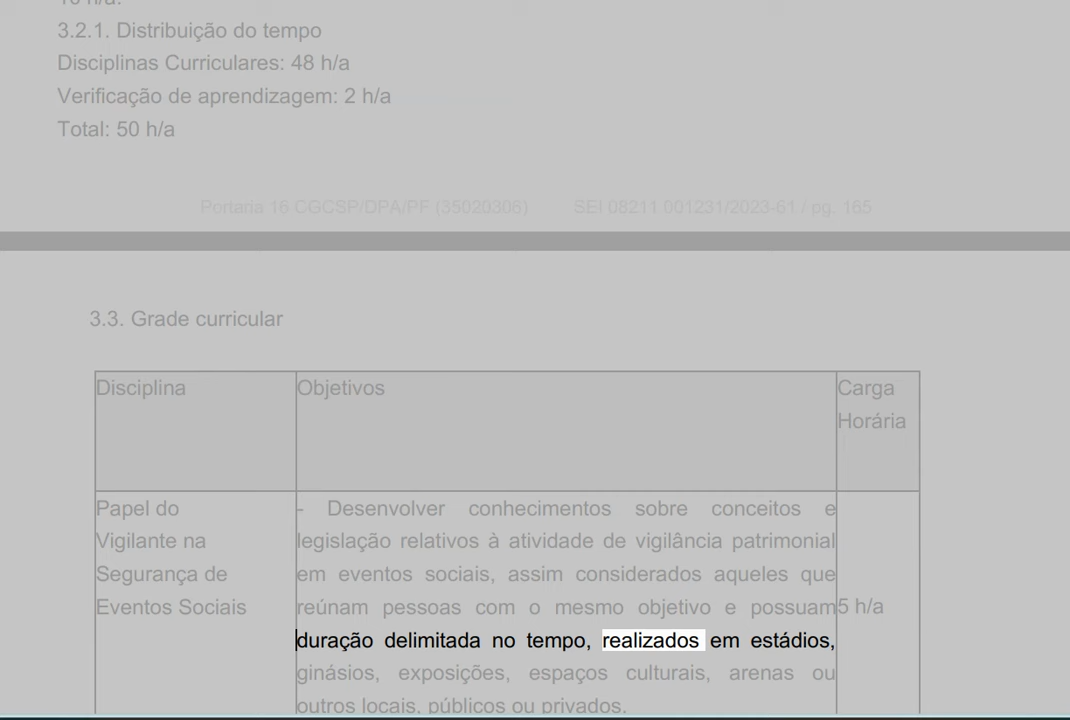 3.2.1. Distribuição do tempo
Disciplinas Curriculares: 48 h/a
Verificação de aprendizagem: 2 h/a
Total: 50 h/a
Portaria 16 CGCSP/DPA/PF (35020306) SEI 08211.001231/2023-61 / pg. 165
3.3. Grade curricular
Disciplina
Objetivos
Carga
Horária
Papel do
Vigilante na
Segurança de
Eventos Sociais
- Desenvolver conhecimentos sobre conceitos e
legislação relativos à atividade de vigilância patrimonial
em eventos sociais, assim considerados aqueles que
reúnam pessoas com o mesmo objetivo e possuam
duração delimitada no tempo, realizados em estádios,
ginásios, exposições, espaços culturais, arenas ou
outros locais, públicos ou privados.
5 h/a